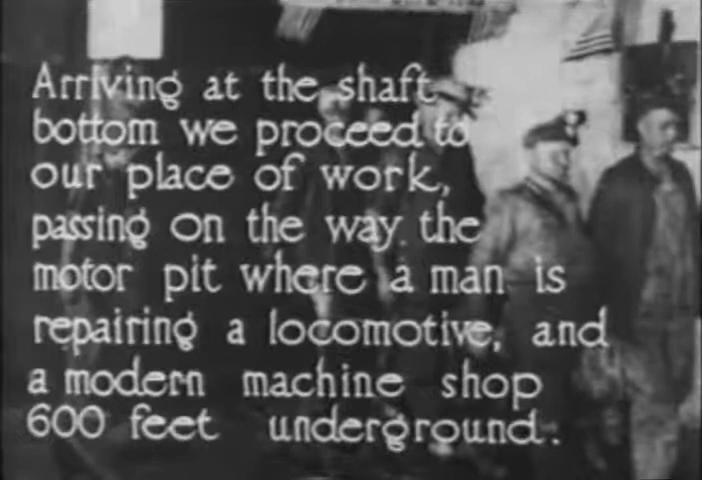 Arriving at the shaft
bottom we proceed to
our place of work,
passing on the way the
motor pit where a man is
repairing a locomotive, and
a modern machine shop
600 feet underground.